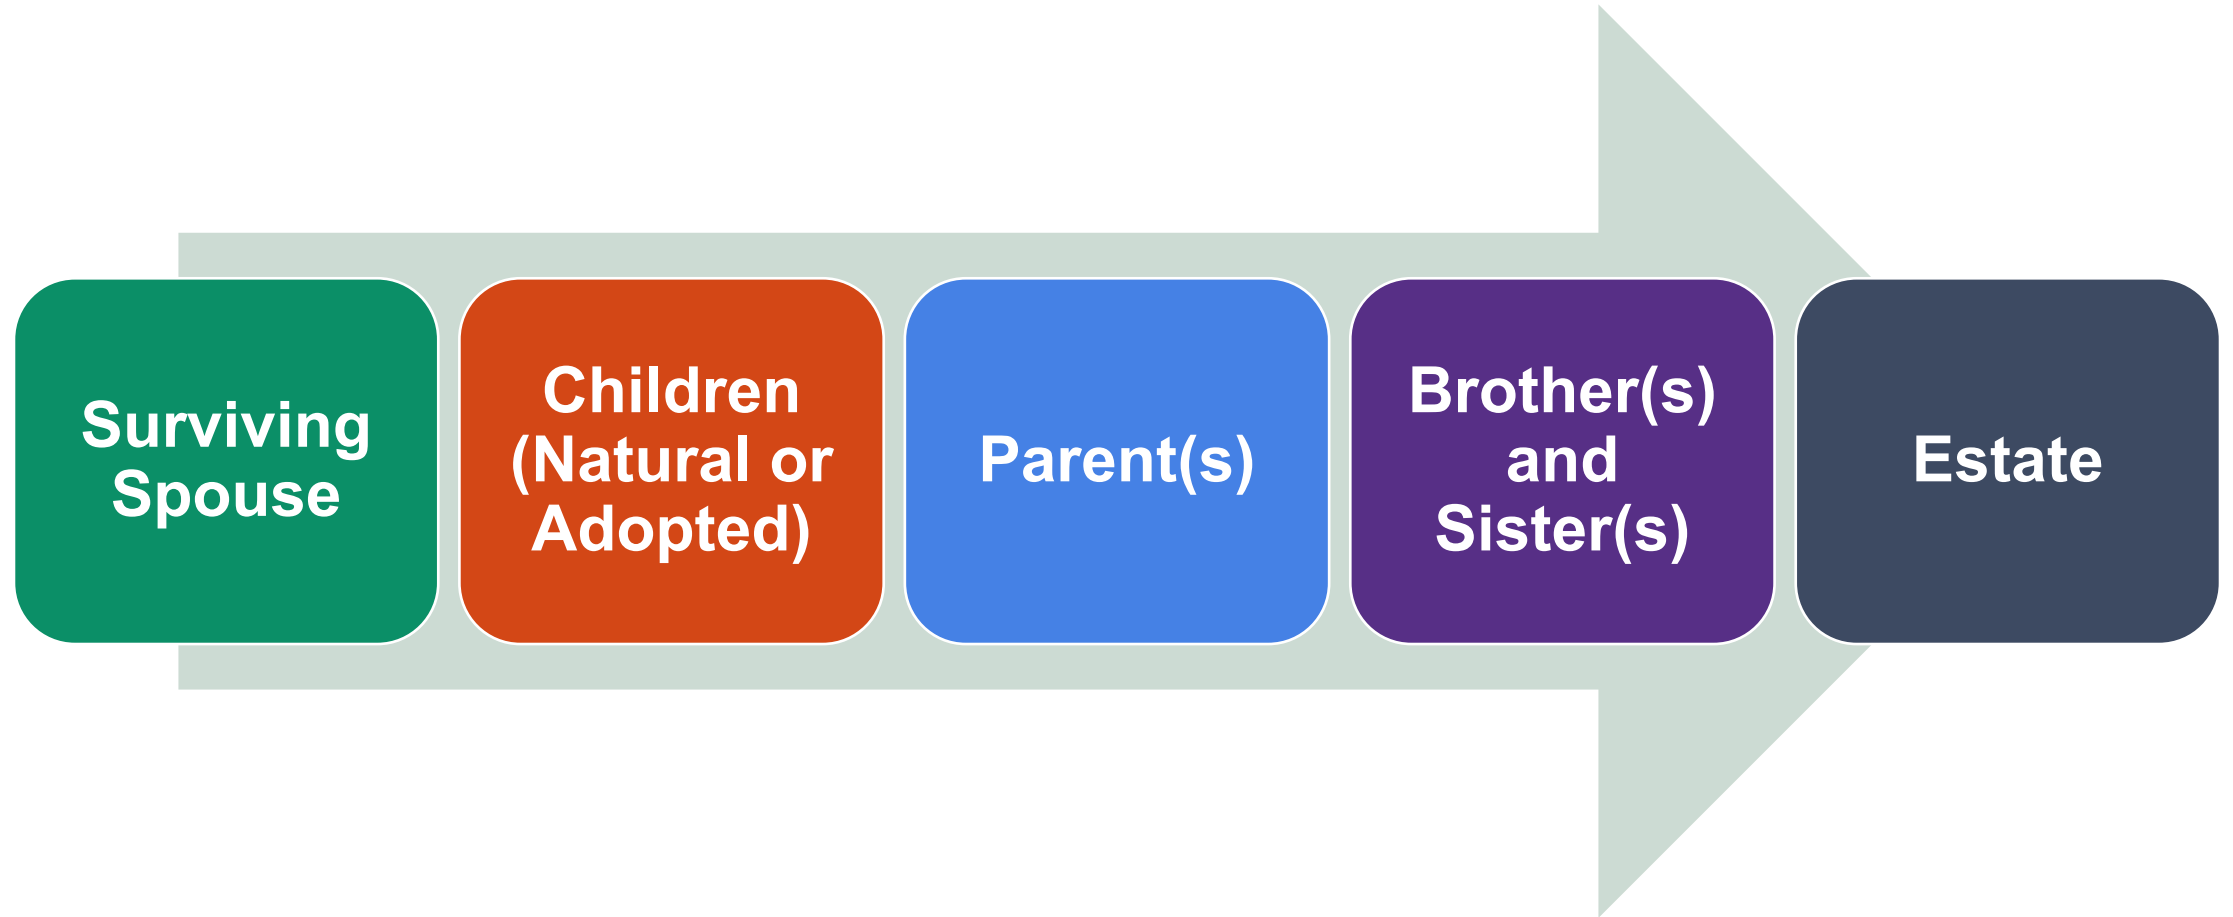 Surviving
Spouse
Children
(Natural or
Adopted)
Parent(s)
Brother(s)
and
Sister(s)
Estate